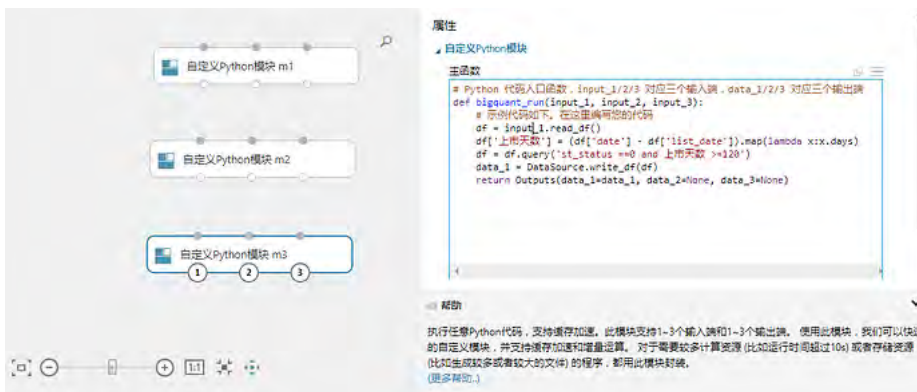 自定义Python模块 m1
自定义Python模块 m2
自定义Python模块 m3
1 2 3
1:1
属性
自定义Python模块
主函数
# Python 代码入口函数，input_1/2/3 对应三个输入端，data_1/2/3 对应三个输出端
def bigquant_run(input_1, input_2, input_3):
# 示例代码如下。在这里编写您的代码
df = input_1.read_df()
df['上市天数'] = (df['date'] - df['list_date']).map(lambda x:x.days)
df = df.query('st_status ==0 and 上市天数 >=120')
data_1 = DataSource.write_df(df)
return Outputs(data_1=data_1, data_2=None, data_3=None)
帮助
执行任意Python代码，支持缓存加速。此模块支持1~3个输入端和1~3个输出端。 使用此模块，我们可以快速
的自定义模块，并支持缓存加速和增量运算。 对于需要较多计算资源 (比如运行时间超过10s) 或者存储资源
(比如生成较多或者较大的文件) 的程序，都用此模块封装。
(更多帮助..)